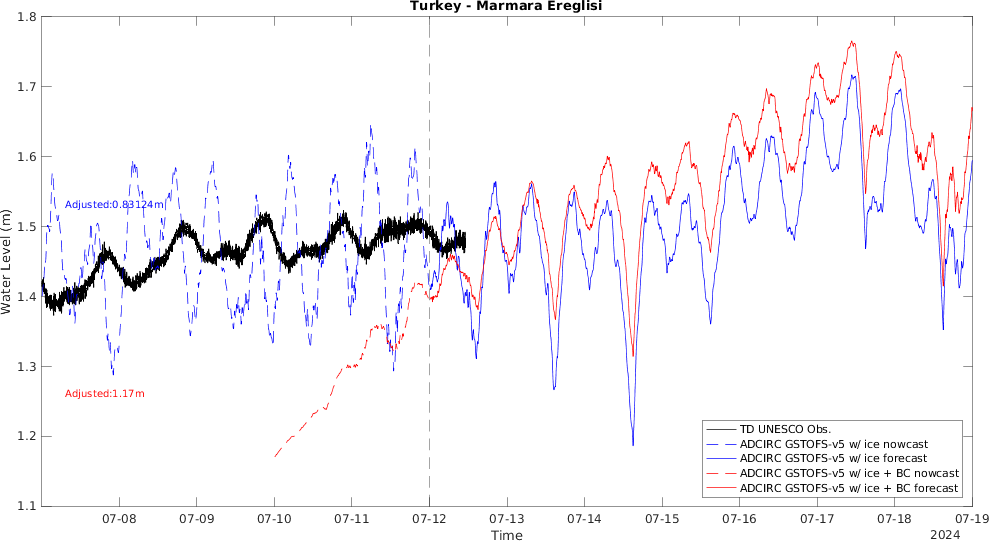 Turkey - Marmara Ereglisi
1.8
1.7
1.6
1.5
1.4
1.3
1.2
1.1
Water Level (m)
Adjusted:0.83124m
Adjusted:1.17m
TD UNESCO Obs.
ADCIRC GSTOFS-v5 w/ ice nowcast
ADCIRC GSTOFS-v5 w/ ice forecast
ADCIRC GSTOFS-v5 w/ ice + BC nowcast
ADCIRC GSTOFS-v5 w/ ice + BC forecast
07-08 07-09 07-10 07-11 07-12 07-13 07-14 07-15 07-16 07-17 07-18 07-19
Time
2024